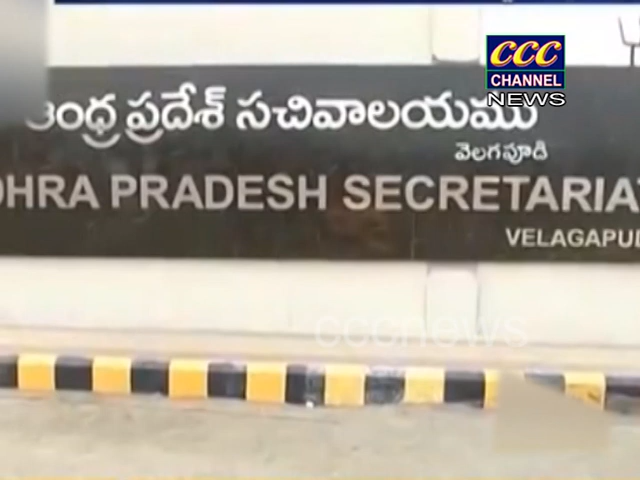 CCC
CHANNEL
NEWS
ఆంధ్ర ప్రదేశ్ సచివాలయము
వెలగపూడి
DHRA PRADESH SECRETARIAT
VELAGAPUD
cccnews